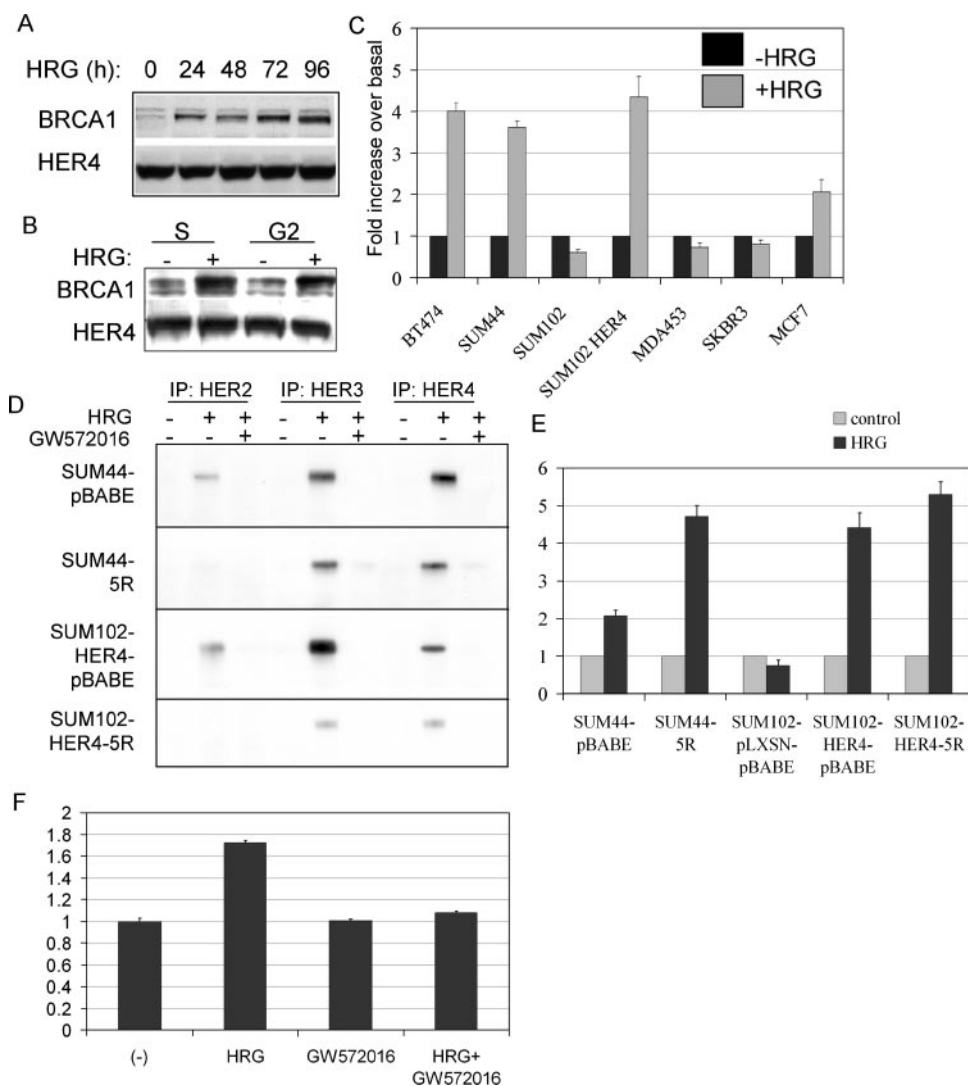 A
HRG (h): 0 24 48 72 96
BRCA1
HER4
B
S G2
HRG: - + - +
BRCA1
HER4
C
Fold increase over basal
6
5
4
3
2
1
0
-HRG
+HRG
BT474
SUM44
SUM102
SUM102 HER4
MDA453
SKBR3
MCF7
D
IP: HER2 IP: HER3 IP: HER4
HRG - + + - + + - + +
GW572016 - - + - - + - - +
SUM44-
pBABE
SUM44-
5R
SUM102-
HER4-
pBABE
SUM102-
HER4-5R
E
control
HRG
6
5
4
3
2
1
0
SUM44-
pBABE
SUM44-
5R
SUM102-
pLXSN-
pBABE
SUM102-
HER4-
pBABE
SUM102-
HER4-5R
F
2
1.8
1.6
1.4
1.2
1
0.8
0.6
0.4
0.2
0
(-)
HRG
GW572016
HRG+
GW572016